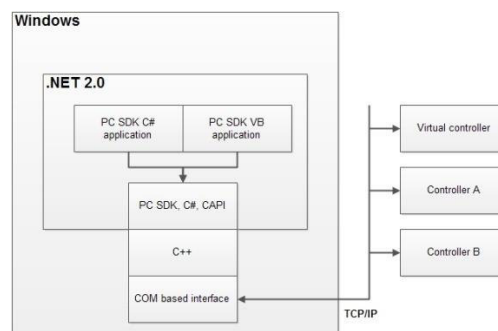 Windows
.NET 2.0
PC SDK C#
application
PC SDK VB
application
PC SDK, C#, CAPI
C++
COM based interface
TCP/IP
Virtual controller
Controller A
Controller B